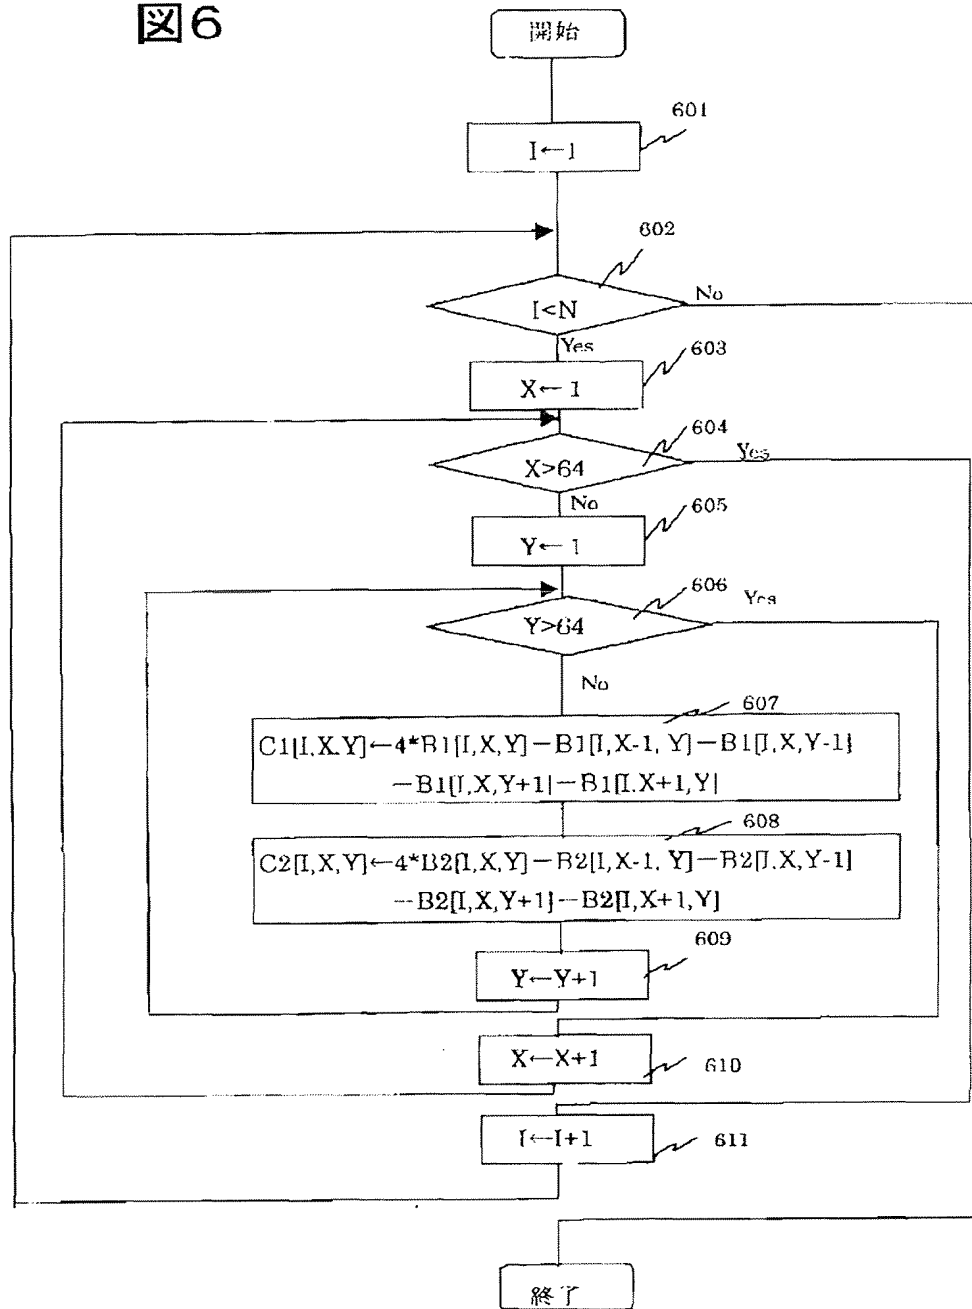 図6
開始
601
I←1
602
I<N
No
Yes
603
X←1
604
X>64
Yes
No
605
Y←1
606
Y>64
Yes
No
607
C1[I,X.Y]←4*B1[I,X,Y]−B1[I,X-1, Y]−B1[I,X,Y-1]
−B1[I,X,Y+1]−B1[I.X+1,Y]
608
C2[I,X,Y]←4*B2[I,X,Y]−B2[I,X-1, Y]−B2[I.X,Y-1]
−B2[I,X,Y+1]−B2[I,X+1,Y]
609
Y←Y+1
X←X+1
610
I←I+1
611
終了